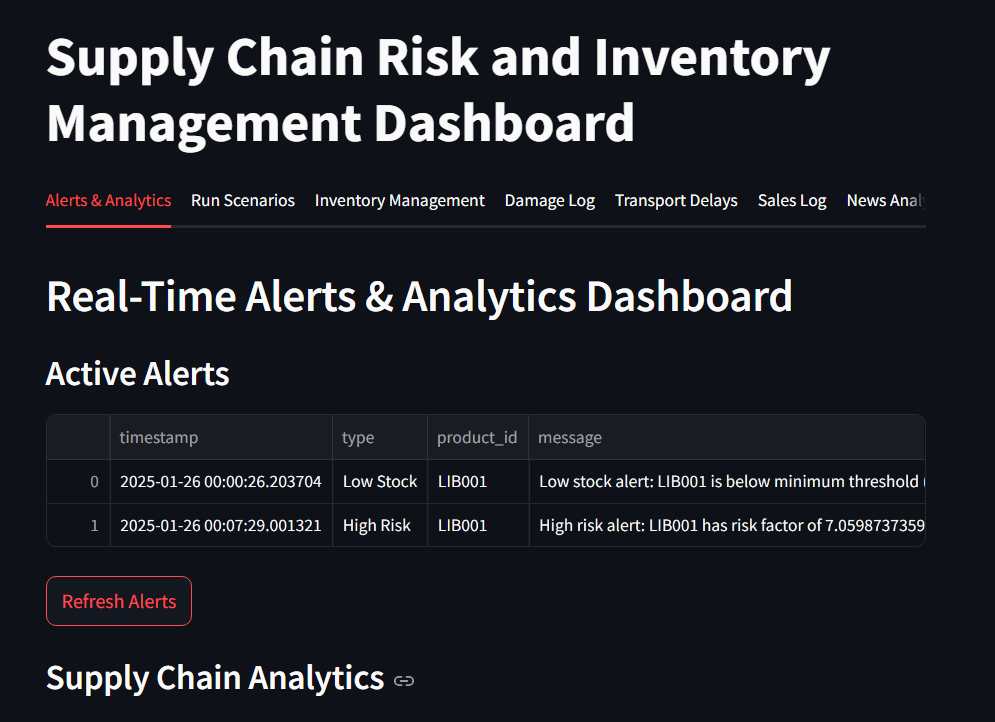 Supply Chain Risk and Inventory
Management Dashboard
Alerts & Analytics Run Scenarios Inventory Management Damage Log Transport Delays Sales Log News
Real-Time Alerts & Analytics Dashboard
Active Alerts
timestamp type product_id message
0 2025-01-26 00:00:26.203704 Low Stock LIB001 Low stock alert: LIB001 is below minimum threshold
1 2025-01-26 00:07:29.001321 High Risk LIB001 High risk alert: LIB001 has risk factor of 7.0598737359
Refresh Alerts
Supply Chain Analytics